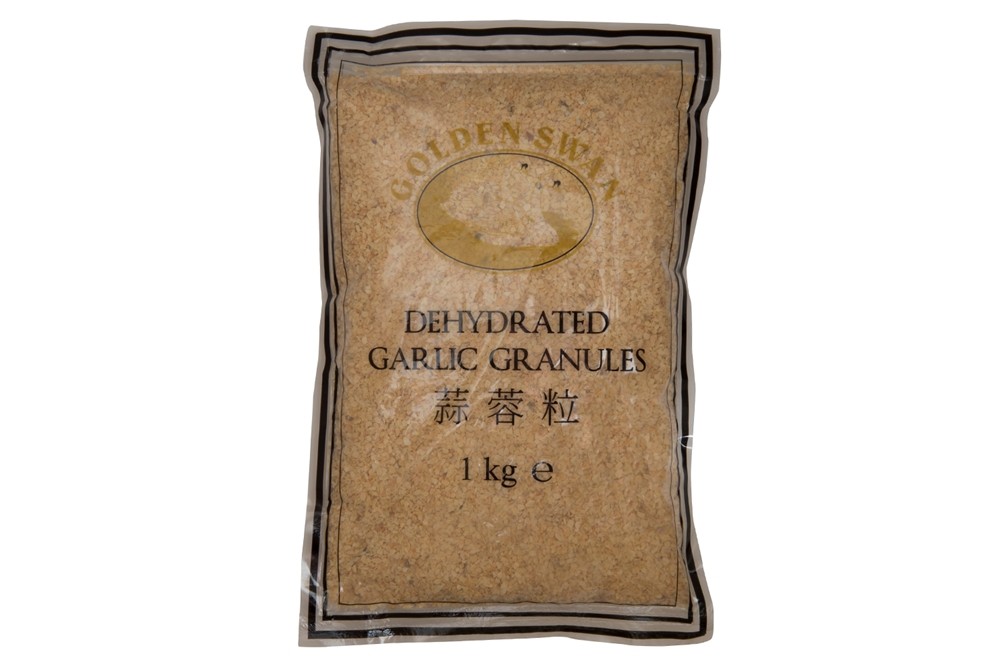 GOLDEN SWAN
DEHYDRATED
GARLIC GRANULES
蒜蓉粒
1 kg ℮